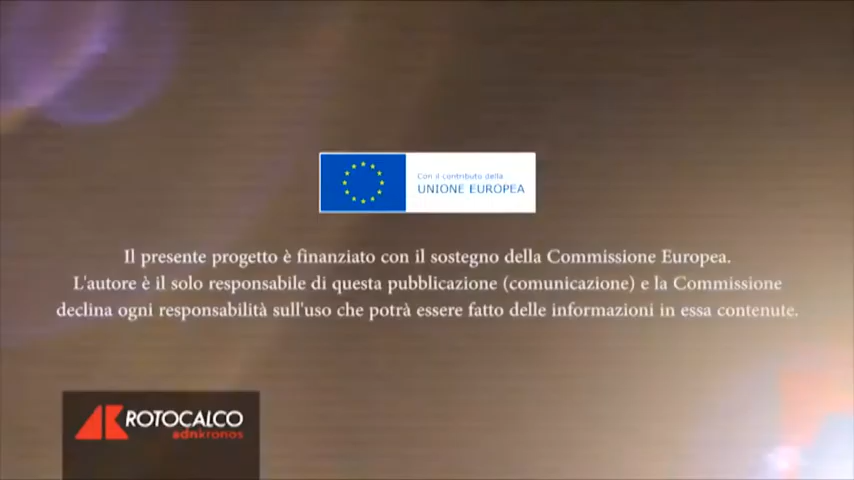 Con il contributo della
UNIONE EUROPEA
Il presente progetto è finanziato con il sostegno della Commissione Europea.
L'autore è il solo responsabile di questa pubblicazione (comunicazione) e la Commissione
declina ogni responsabilità sull'uso che potrà essere fatto delle informazioni in essa contenute.
ROTOCALCO
adnkronos